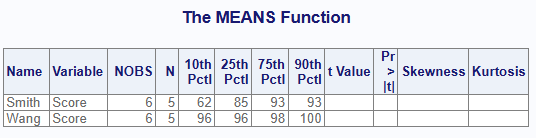 The MEANS Function
Name Variable NOBS N 10th Pctl 25th Pctl 75th Pctl 90th Pctl t Value Pr > |t| Skewness Kurtosis
Smith Score 6 5 62 85 93 93
Wang Score 6 5 96 96 98 100